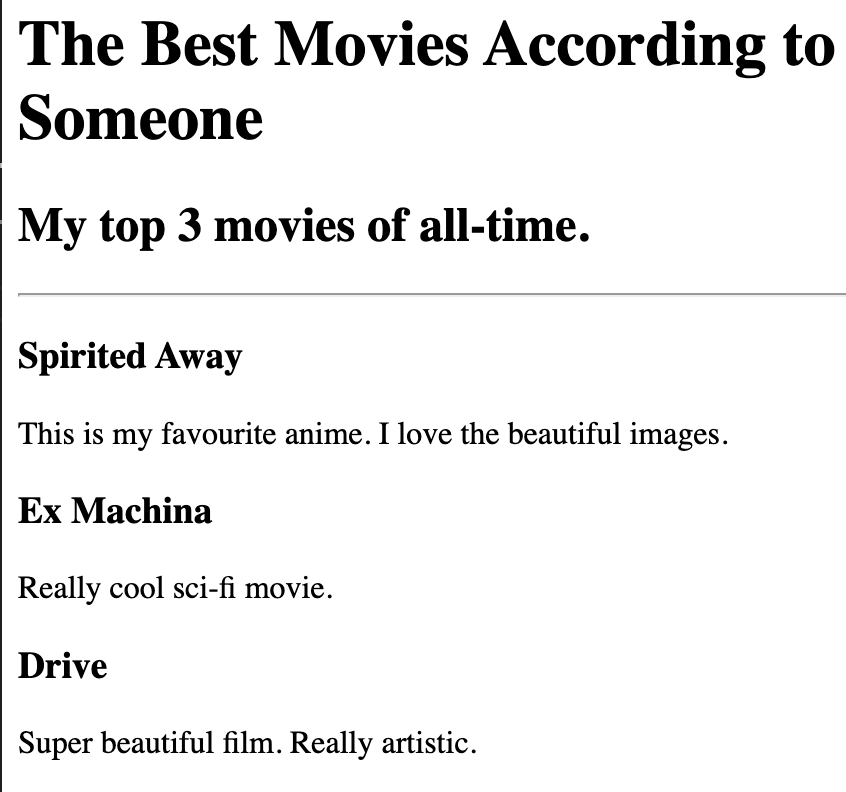 The Best Movies According to
Someone
My top 3 movies of all-time.
Spirited Away
This is my favourite anime. I love the beautiful images.
Ex Machina
Really cool sci-fi movie.
Drive
Super beautiful film. Really artistic.